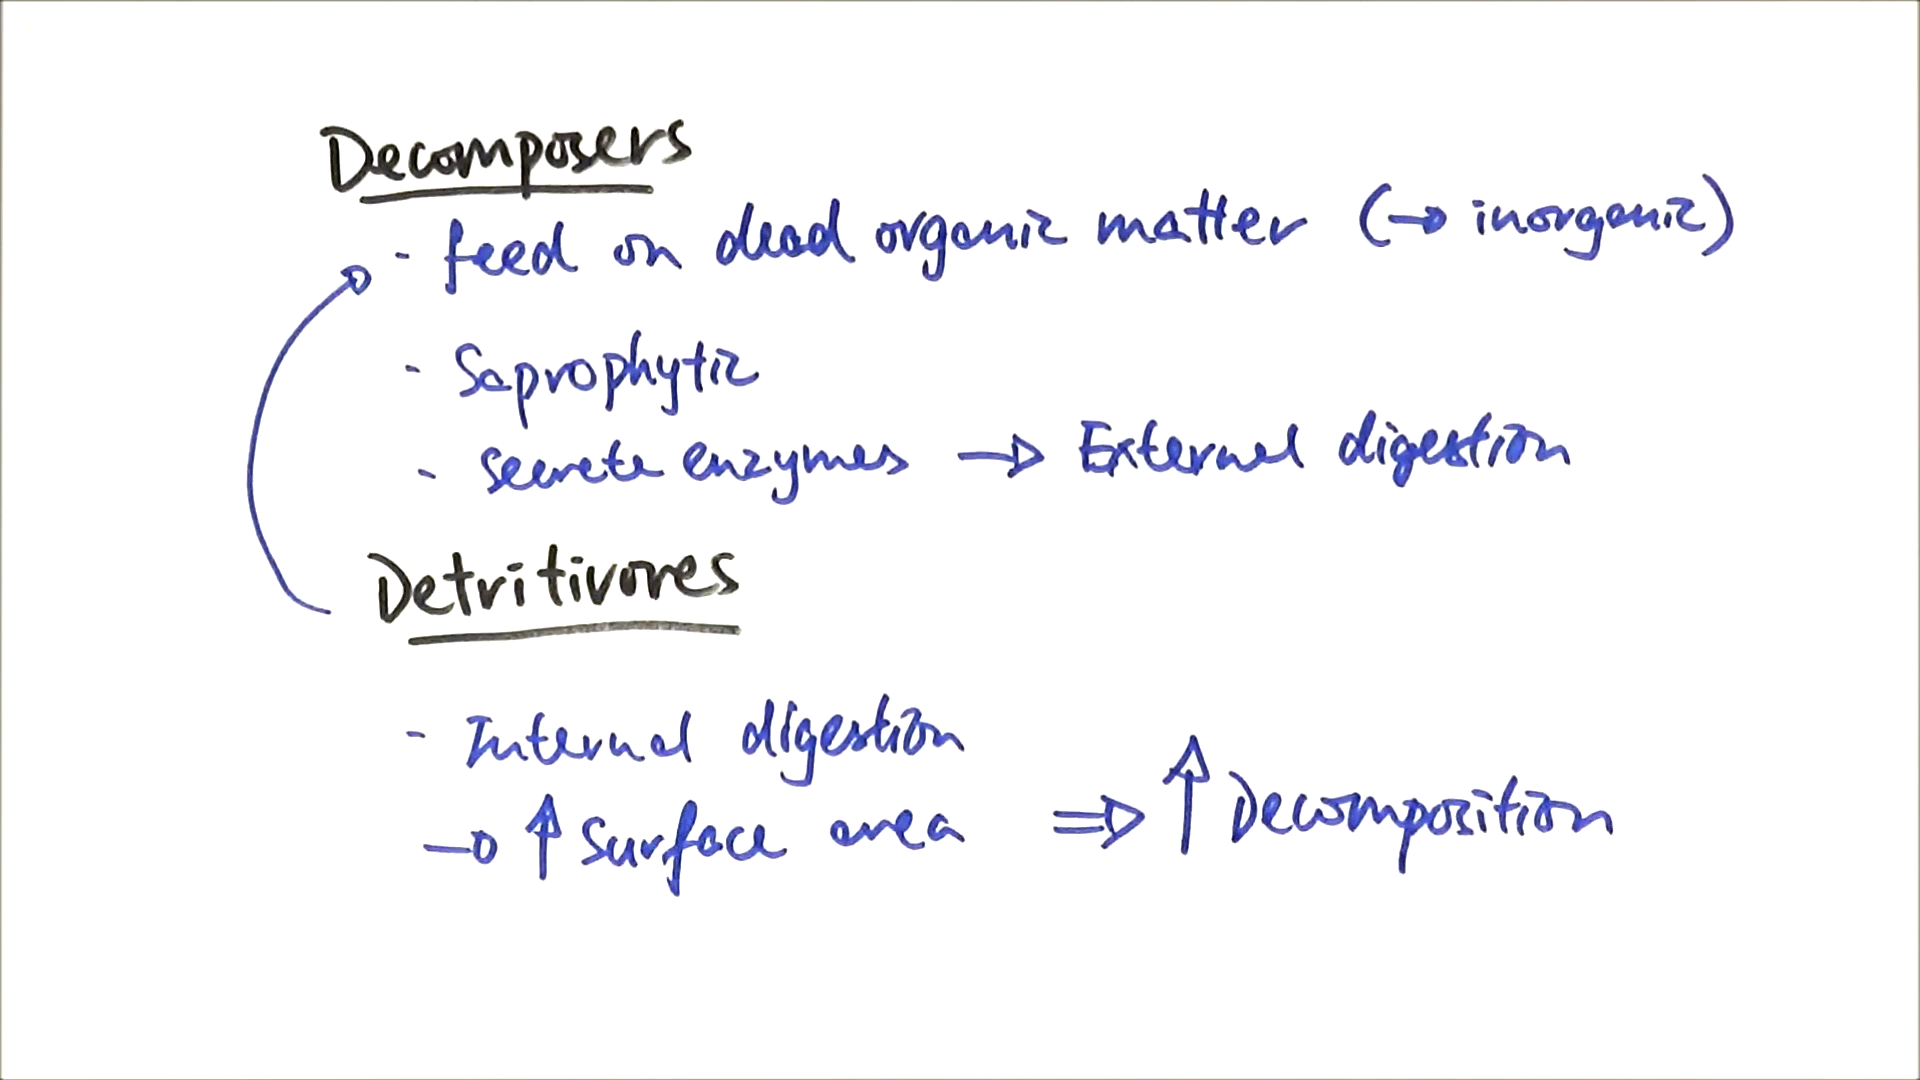 Decomposers
- feed on dead organic matter (→ inorganic)
- Saprophytic
- secrete enzymes → External digestion
Detritivores
- Internal digestion
→ ↑ surface area ⇒ ↑ Decomposition